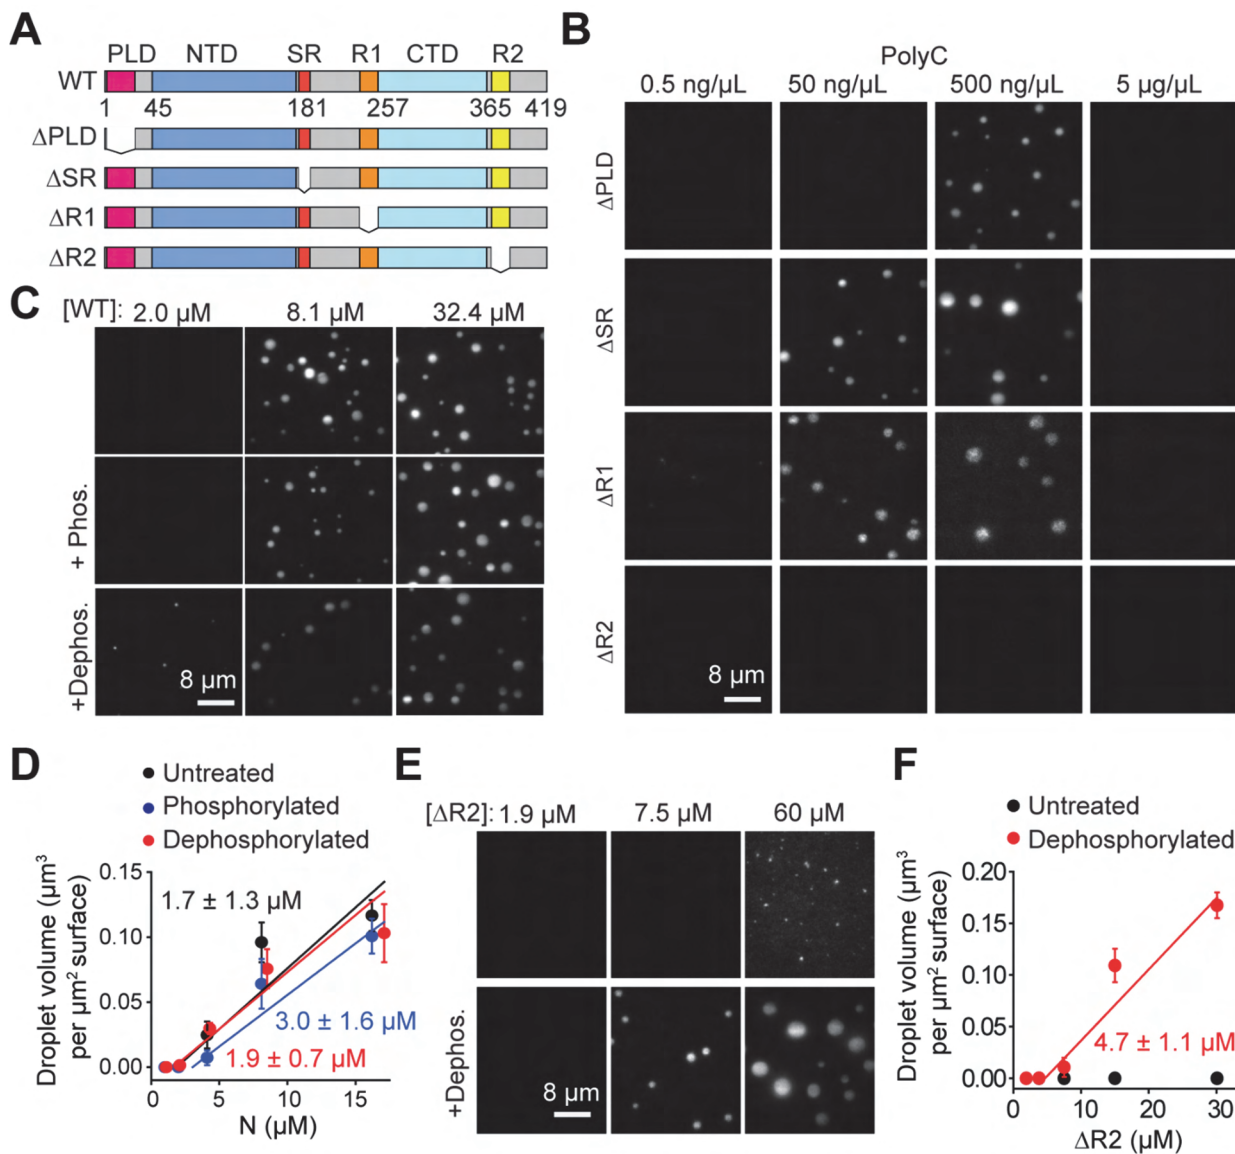 A
PLD NTD SR R1 CTD R2
WT
1 45 181 257 365 419
ΔPLD
ΔSR
ΔR1
ΔR2
B
PolyC
0.5 ng/µL 50 ng/µL 500 ng/µL 5 µg/µL
ΔPLD
ΔSR
ΔR1
ΔR2
8 µm
C
[WT]: 2.0 µM 8.1 µM 32.4 µM
+ Phos.
+Dephos.
8 µm
D
Untreated
Phosphorylated
Dephosphorylated
Droplet volume (µm³
per µm² surface)
0.15
0.10
0.05
0.00
1.7 ± 1.3 µM
3.0 ± 1.6 µM
1.9 ± 0.7 µM
0 5 10 15
N (µM)
E
[ΔR2]: 1.9 µM 7.5 µM 60 µM
+Dephos.
8 µm
F
Untreated
Dephosphorylated
Droplet volume (µm³
per µm² surface)
0.20
0.15
0.10
0.05
0.00
4.7 ± 1.1 µM
0 10 20 30
ΔR2 (µM)